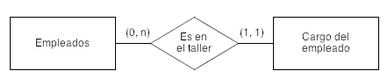 Empleados
(0, n)
Es en
el taller
(1, 1)
Cargo del
empleado